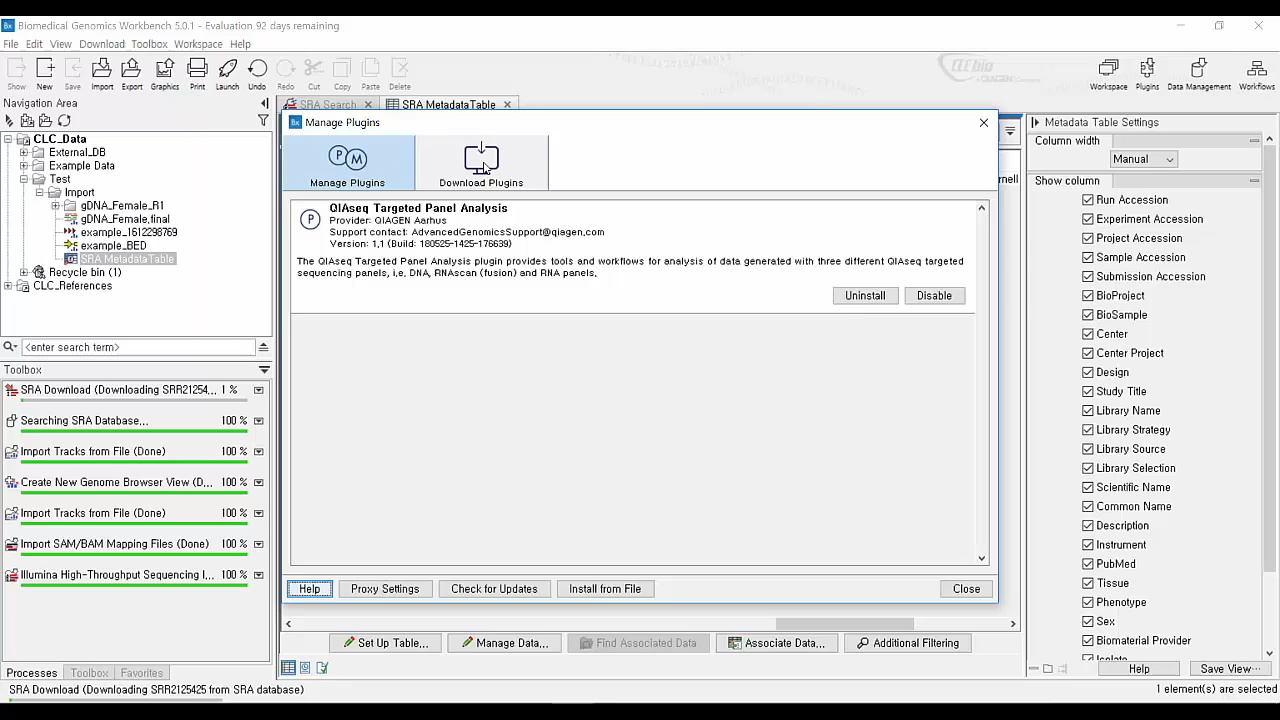 Biomedical Genomics Workbench 5.0.1 - Evaluation 92 days remaining
File Edit View Download Toolbox Workspace Help
Show New Save Import Export Graphics Print Launch Undo Redo Cut Copy Paste Delete
Workspace Plugins Data Management Workflows
CLCbio
Navigation Area
CLC_Data
External_DB
Example Data
Test
Import
gDNA_Female_R1
gDNA_Female_final
example_1612298769
example_BED
SRA MetadataTable
Recycle bin (1)
CLC_References
<enter search term>
Toolbox
SRA Download (Downloading SRR21254... 1 %
Searching SRA Database... 100 %
Import Tracks from File (Done) 100 %
Create New Genome Browser View (D... 100 %
Import Tracks from File (Done) 100 %
Import SAM/BAM Mapping Files (Done) 100 %
Illumina High-Throughput Sequencing I... 100 %
Processes Toolbox Favorites
SRA Download (Downloading SRR2125425 from SRA database)
SRA Search SRA MetadataTable
Manage Plugins
Manage Plugins Download Plugins
QIAseq Targeted Panel Analysis
Provider: QIAGEN Aarhus
Support contact: AdvancedGenomicsSupport@qiagen.com
Version: 1.1 (Build: 180525-1425-176639)
The QIAseq Targeted Panel Analysis plugin provides tools and workflows for analysis of data generated with three different QIAseq targeted
sequencing panels, i.e. DNA, RNAscan (fusion) and RNA panels.
Uninstall Disable
Help Proxy Settings Check for Updates Install from File Close
Set Up Table... Manage Data... Find Associated Data Associate Data... Additional Filtering
Metadata Table Settings
Column width
Manual
Show column
Run Accession
Experiment Accession
Project Accession
Sample Accession
Submission Accession
BioProject
BioSample
Center
Center Project
Design
Study Title
Library Name
Library Strategy
Library Source
Library Selection
Scientific Name
Common Name
Description
Instrument
PubMed
Tissue
Phenotype
Sex
Biomaterial Provider
Isolate
Help Save View...
1 element(s) are selected